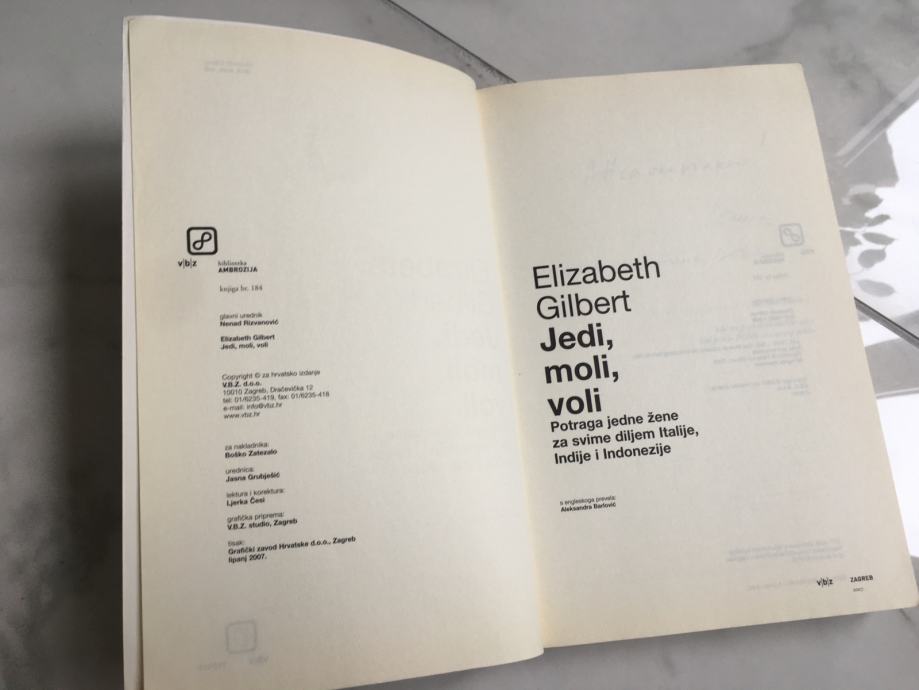 v|b|z
biblioteka
AMBROZIJA
knjiga br. 184
glavni urednik
Nenad Rizvanović
Elizabeth Gilbert
Jedi, moli, voli
Copyright © za hrvatsko izdanje
V.B.Z. d.o.o.
10010 Zagreb, Dračevička 12
tel: 01/6235-419, fax: 01/6235-418
e-mail: info@vbz.hr
www.vbz.hr
za nakladnika:
Boško Zatezalo
urednica:
Jasna Grubješić
lektura i korektura:
Ljerka Česi
grafička priprema:
V.B.Z. studio, Zagreb
tisak:
Grafički zavod Hrvatske d.o.o., Zagreb
lipanj 2007.
Elizabeth
Gilbert
Jedi,
moli,
voli
Potraga jedne žene
za svime diljem Italije,
Indije i Indonezije
s engleskoga prevela:
Aleksandra Barlović
v|b|z ZAGREB